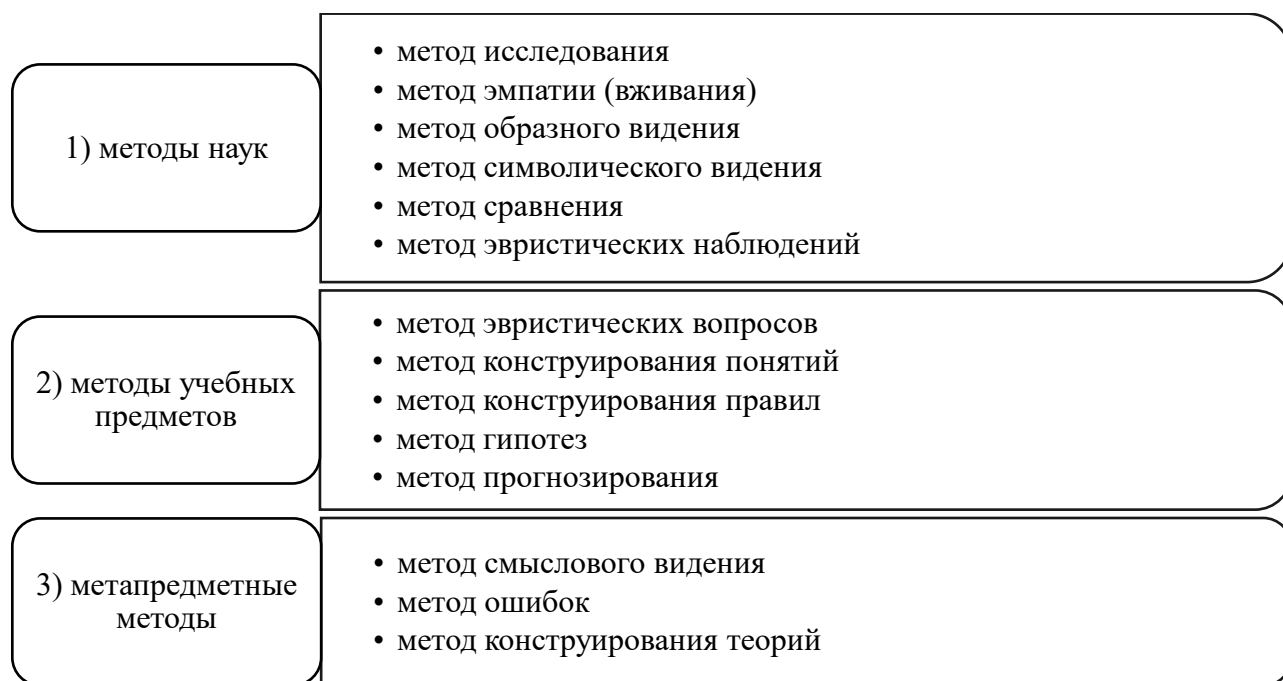 1) методы наук
• метод исследования
• метод эмпатии (вживания)
• метод образного видения
• метод символического видения
• метод сравнения
• метод эвристических наблюдений
2) методы учебных
предметов
• метод эвристических вопросов
• метод конструирования понятий
• метод конструирования правил
• метод гипотез
• метод прогнозирования
3) метапредметные
методы
• метод смыслового видения
• метод ошибок
• метод конструирования теорий